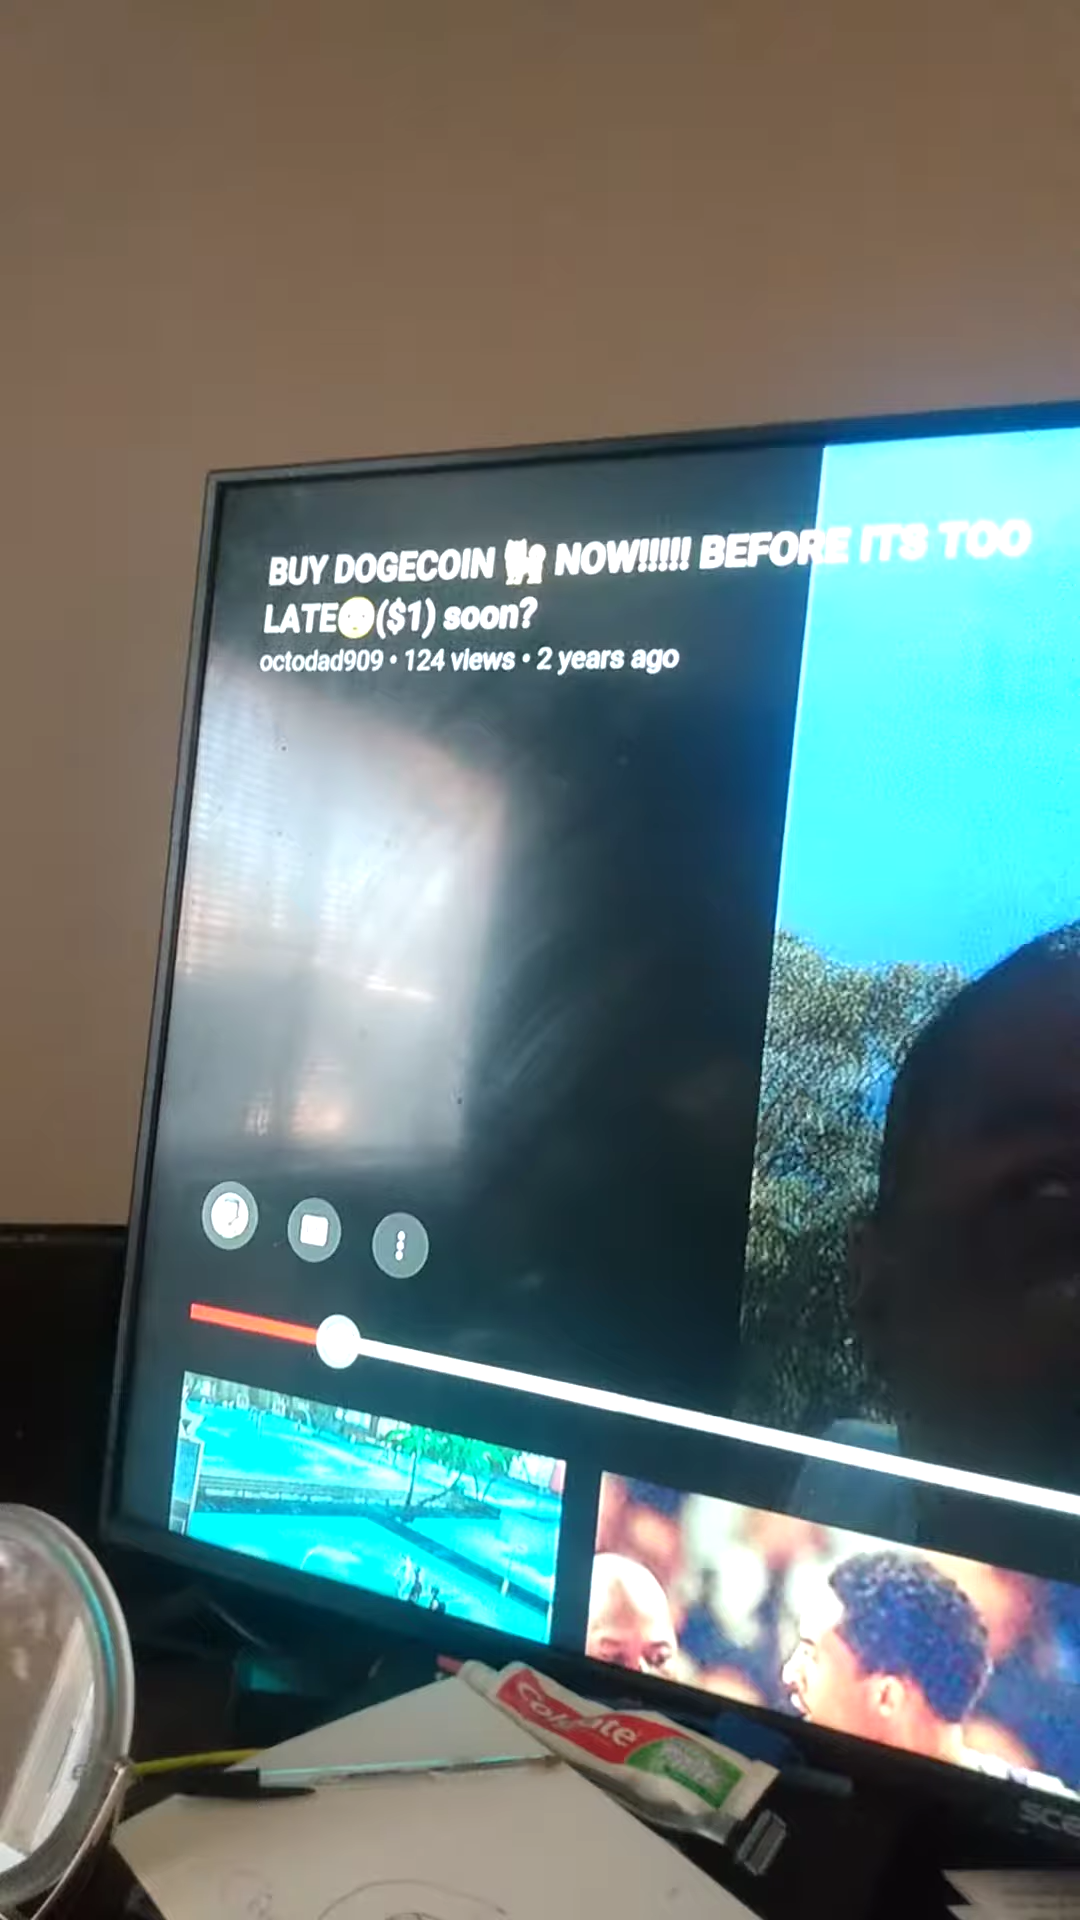 BUY DOGECOIN 🐕 NOW!!!!! BEFORE ITS TOO
LATE😳($1) soon?
octodad909 • 124 views • 2 years ago
Colgate